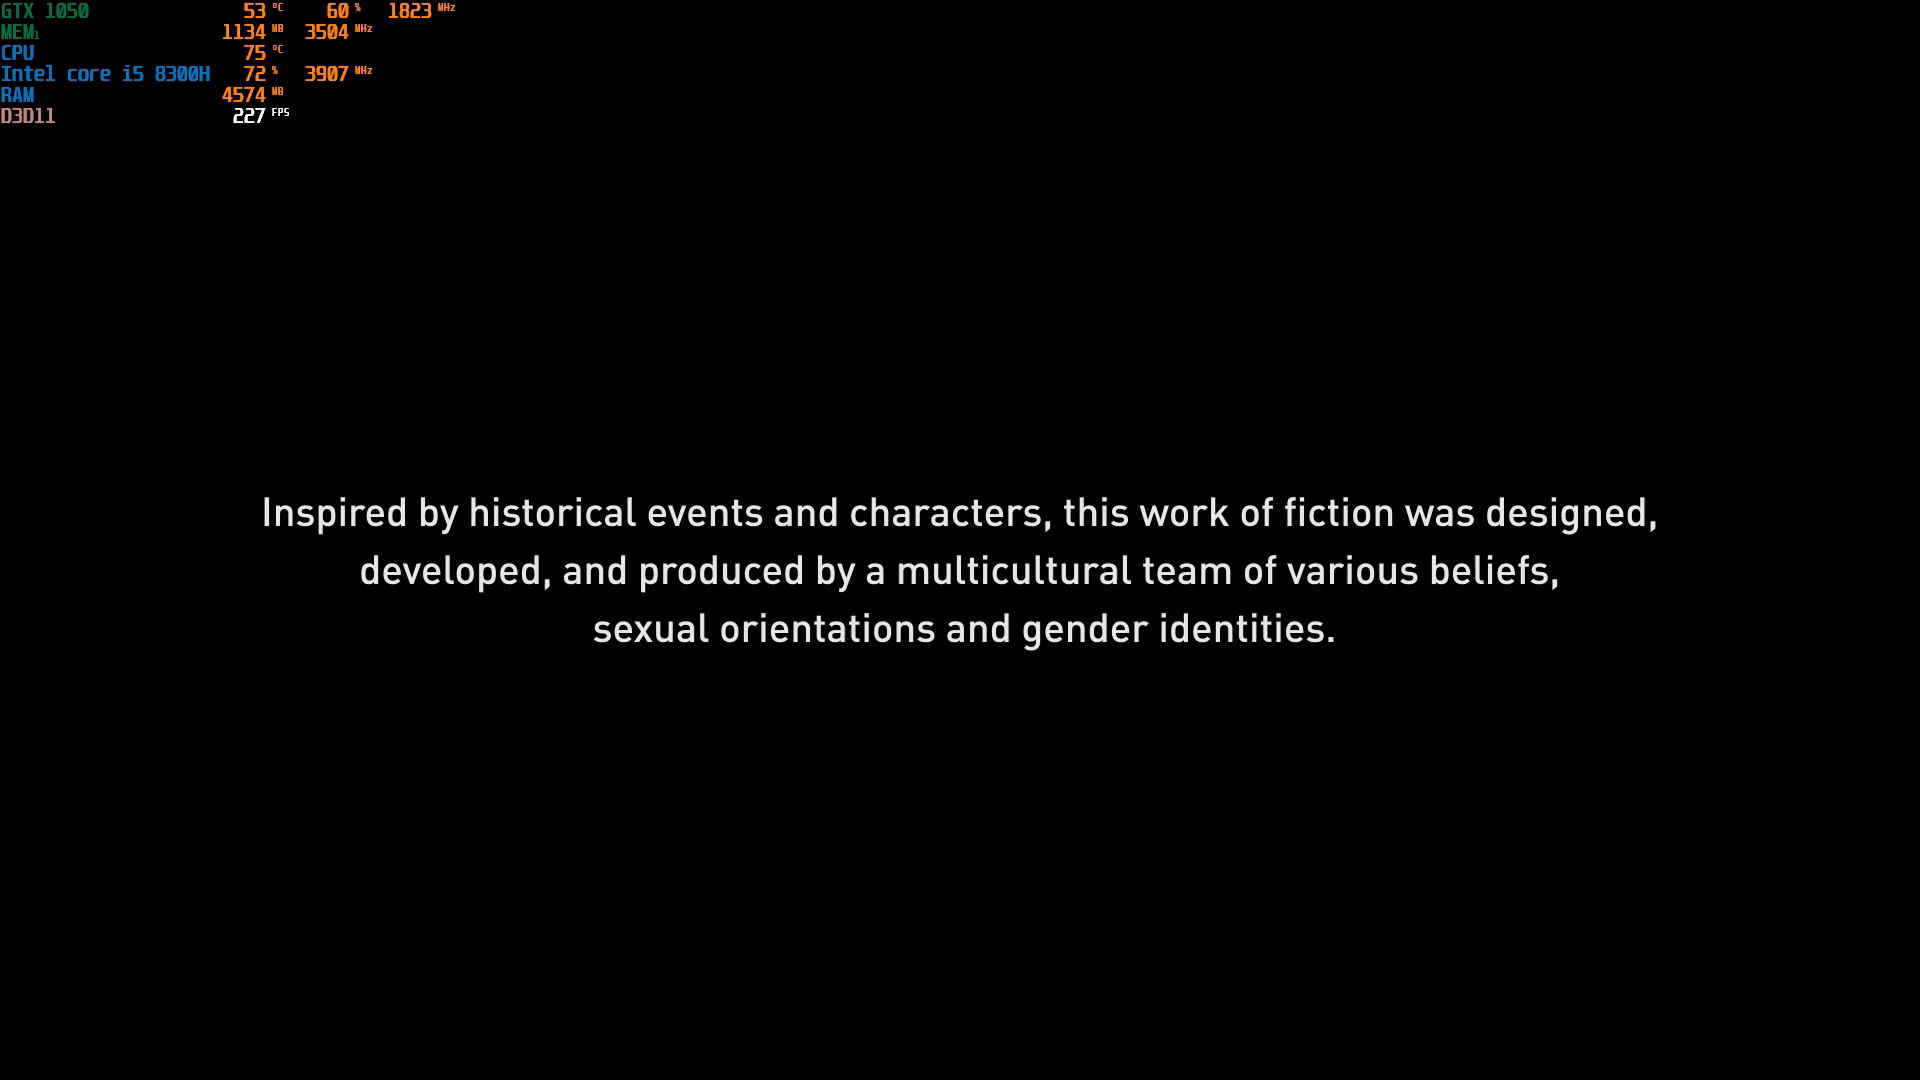 GTX 1050 53 °C 60 % 1823 MHz
MEM1 1134 MB 3504 MHz
CPU 75 °C
Intel core i5 8300H 72 % 3907 MHz
RAM 4574 MB
D3D11 227 FPS
Inspired by historical events and characters, this work of fiction was designed,
developed, and produced by a multicultural team of various beliefs,
sexual orientations and gender identities.